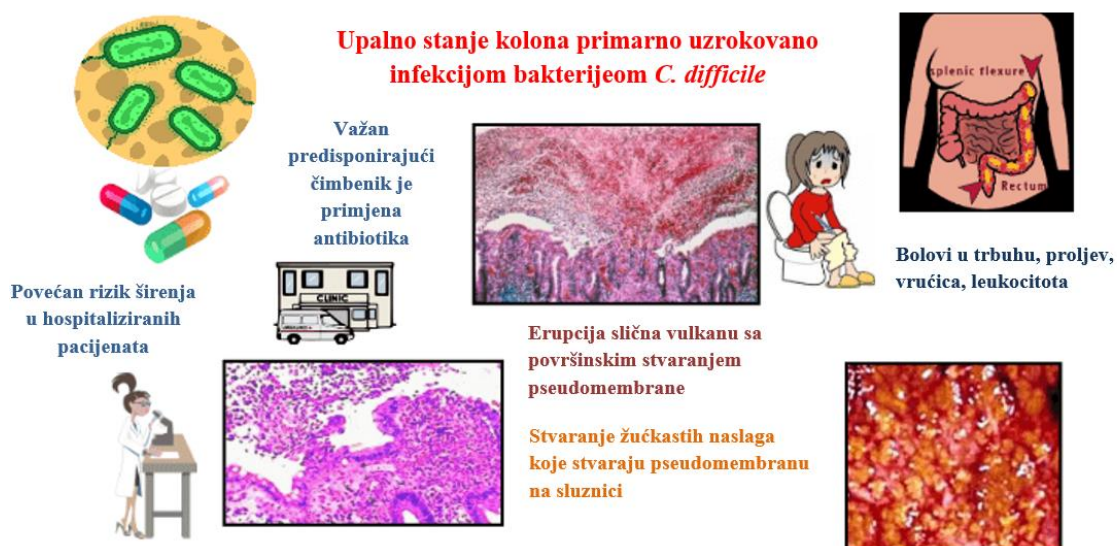 Upalno stanje kolona primarno uzrokovano
infekcijom bakterijeom C. difficile
Važan
predisponirajući
čimbenik je
primjena
antibiotika
splenic flexure
Rectum
Bolovi u trbuhu, proljev,
vrućica, leukocitota
Povećan rizik širenja
u hospitaliziranih
pacijenata
CLINIC
Erupcija slična vulkanu sa
površinskim stvaranjem
pseudomembrane
Stvaranje žućkastih naslaga
koje stvaraju pseudomembranu
na sluznici